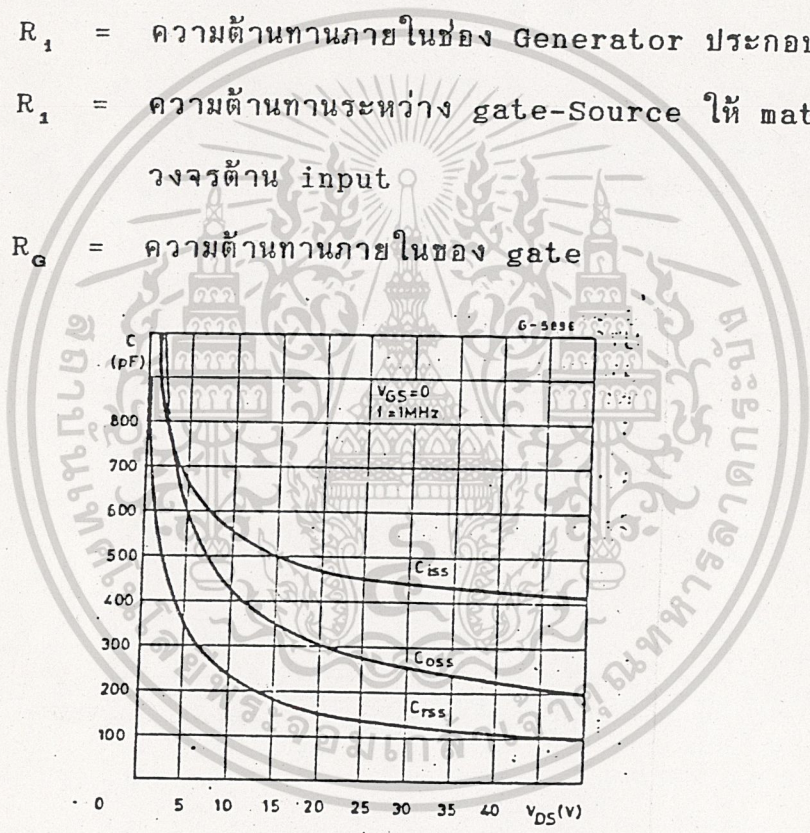 R₁ = ความต้านทานภายในช่อง Generator ประกอบ
R₁ = ความต้านทานระหว่าง gate-Source ให้ mat
วงจรต้าน input
R_G = ความต้านทานภายในของ gate
G-5896
C
(pF)
V_GS=0
f=1MHz
800
700
600
500
400
300
200
100
C_iss
C_oss
C_rss
0 5 10 15 20 25 30 35 40 V_DS(V)